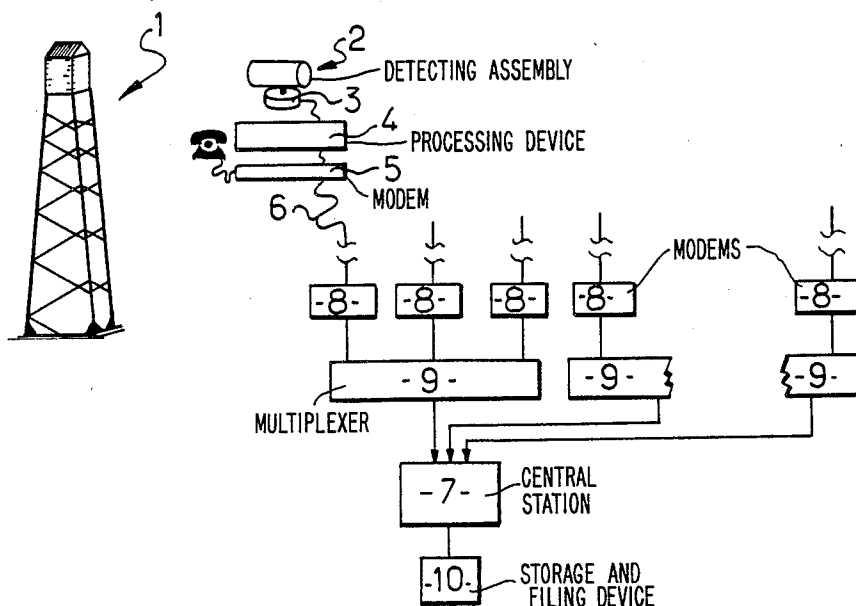 1
2
DETECTING ASSEMBLY
3
4
PROCESSING DEVICE
5
MODEM
6
MODEMS
-8- -8- -8- -8- -8-
-9- -9- -9-
MULTIPLEXER
-7-
CENTRAL
STATION
-10-
STORAGE AND
FILING DEVICE